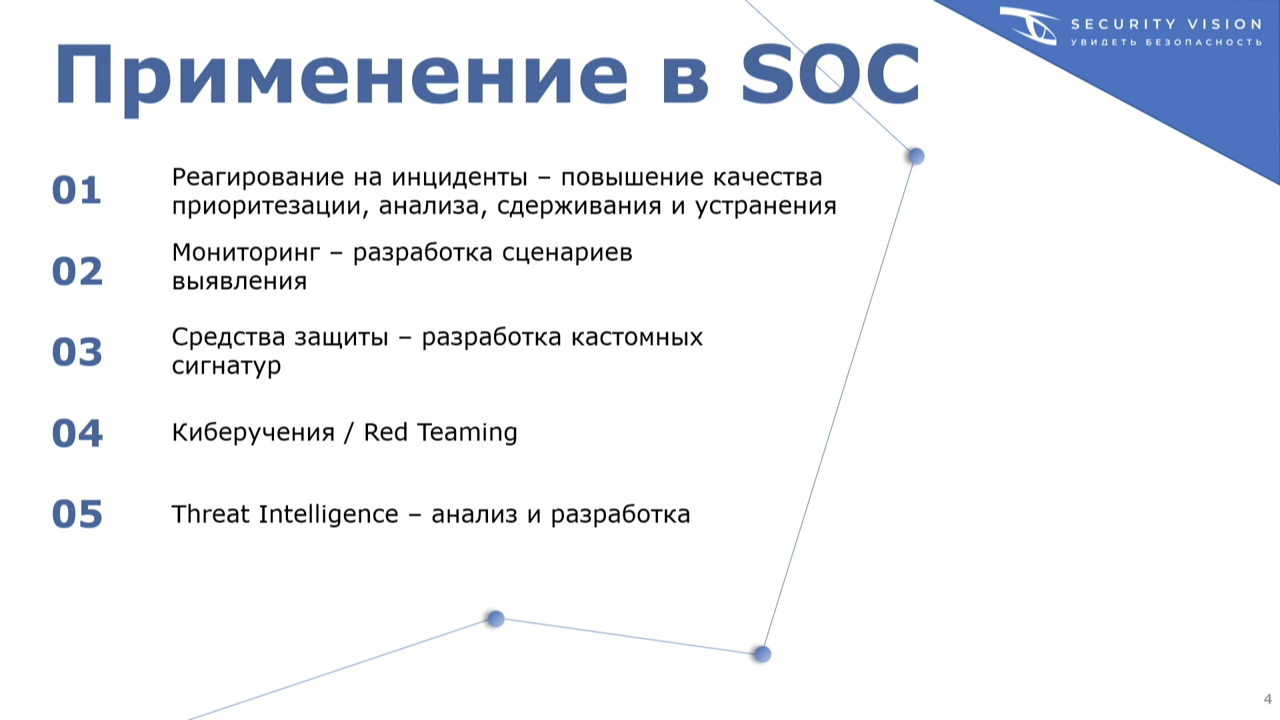 SECURITY VISION
УВИДЕТЬ БЕЗОПАСНОСТЬ
Применение в SOC
01
Реагирование на инциденты – повышение качества
приоритезации, анализа, сдерживания и устранения
02
Мониторинг – разработка сценариев
выявления
03
Средства защиты – разработка кастомных
сигнатур
04
Киберучения / Red Teaming
05
Threat Intelligence – анализ и разработка
4